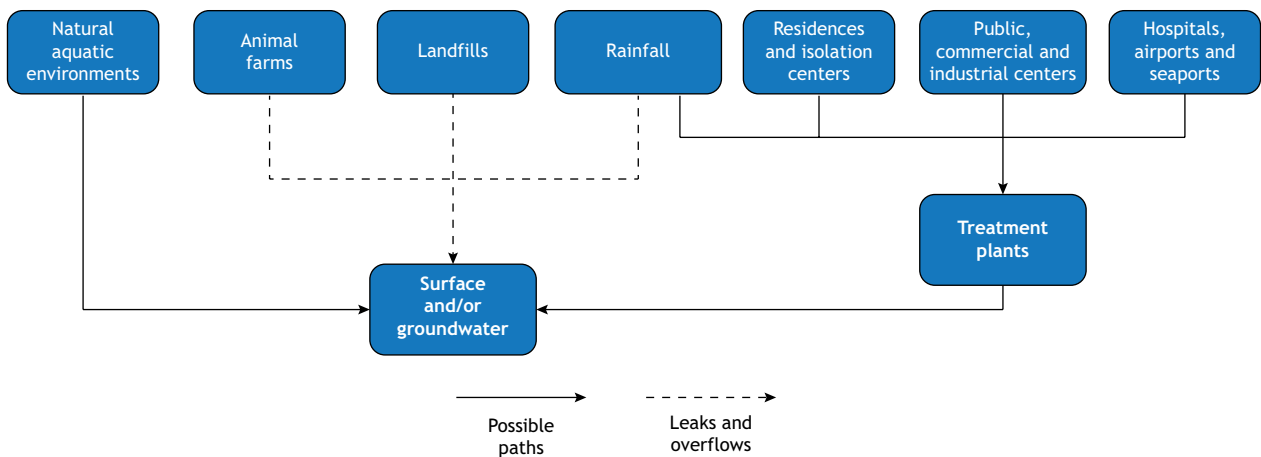 Natural
aquatic
environments
Animal
farms
Landfills
Rainfall
Residences
and isolation
centers
Public,
commercial and
industrial centers
Hospitals,
airports and
seaports
Treatment
plants
Surface
and/or
groundwater
Possible
paths
Leaks and
overflows